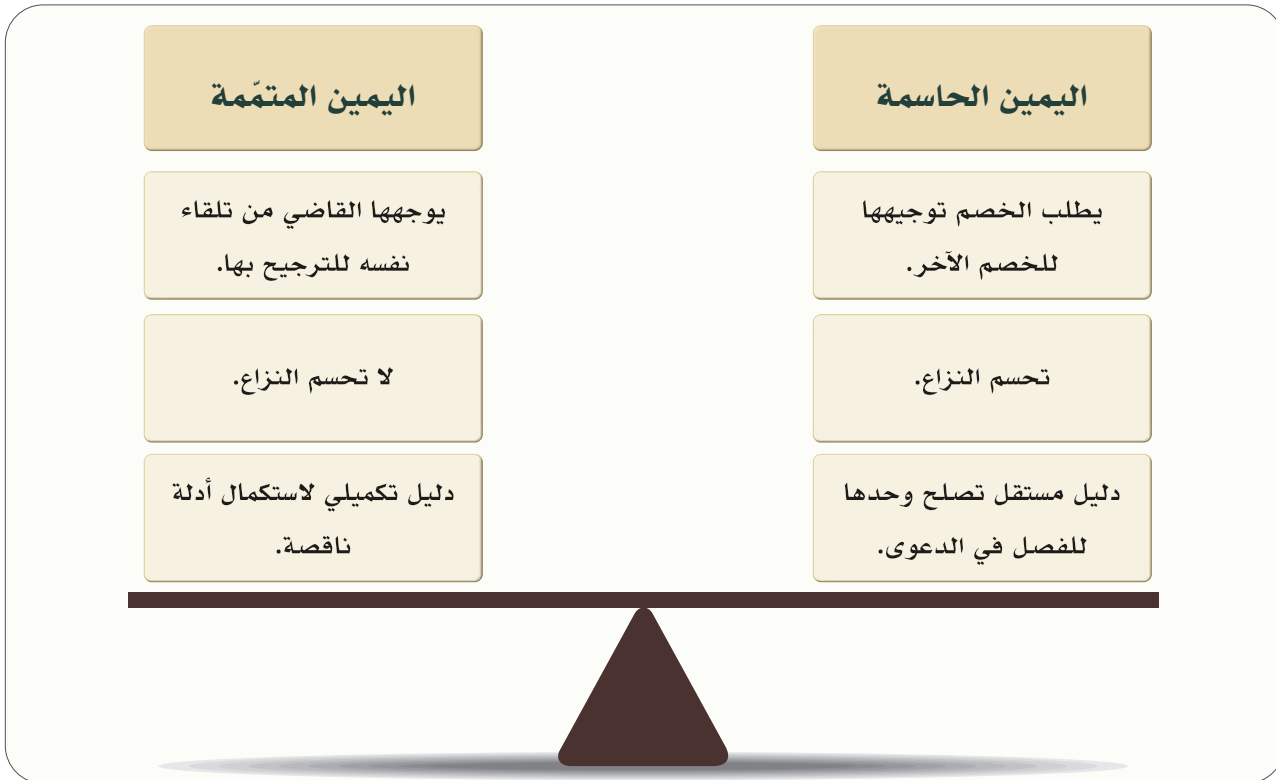 اليمين الحاسمة
يطلب الخصم توجيهها
للخصم الآخر.
تحسم النزاع.
دليل مستقل تصلح وحدها
للفصل في الدعوى.
اليمين المتمّمة
يوجهها القاضي من تلقاء
نفسه للترجيح بها.
لا تحسم النزاع.
دليل تكميلي لاستكمال أدلة
ناقصة.